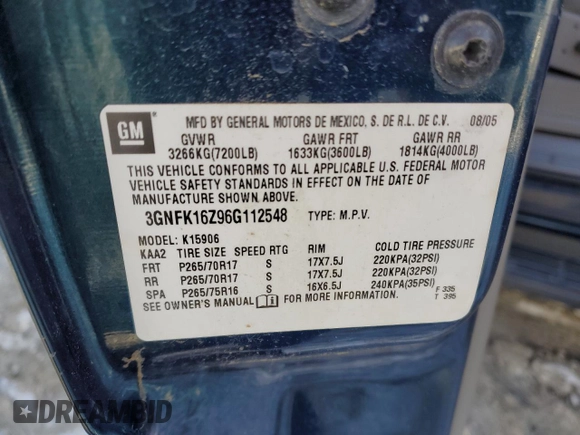 GM
MFD BY GENERAL MOTORS DE MEXICO, S. DE R.L. DE C.V. 08/05
GVWR GAWR FRT GAWR RR
3266KG(7200LB) 1633KG(3600LB) 1814KG(4000LB)
THIS VEHICLE CONFORMS TO ALL APPLICABLE U.S. FEDERAL MOTOR
VEHICLE SAFETY STANDARDS IN EFFECT ON THE DATE OF
MANUFACTURE SHOWN ABOVE.
3GNFK16Z96G112548 TYPE: M.P.V.
MODEL: K15906
KAA2 TIRE SIZE SPEED RTG RIM COLD TIRE PRESSURE
FRT P265/70R17 S 17X7.5J 220KPA(32PSI)
RR P265/70R17 S 17X7.5J 220KPA(32PSI)
SPA P265/75R16 S 16X6.5J 240KPA(35PSI)
SEE OWNER'S MANUAL FOR MORE INFORMATION.
F 335
T 395
DREAMBID